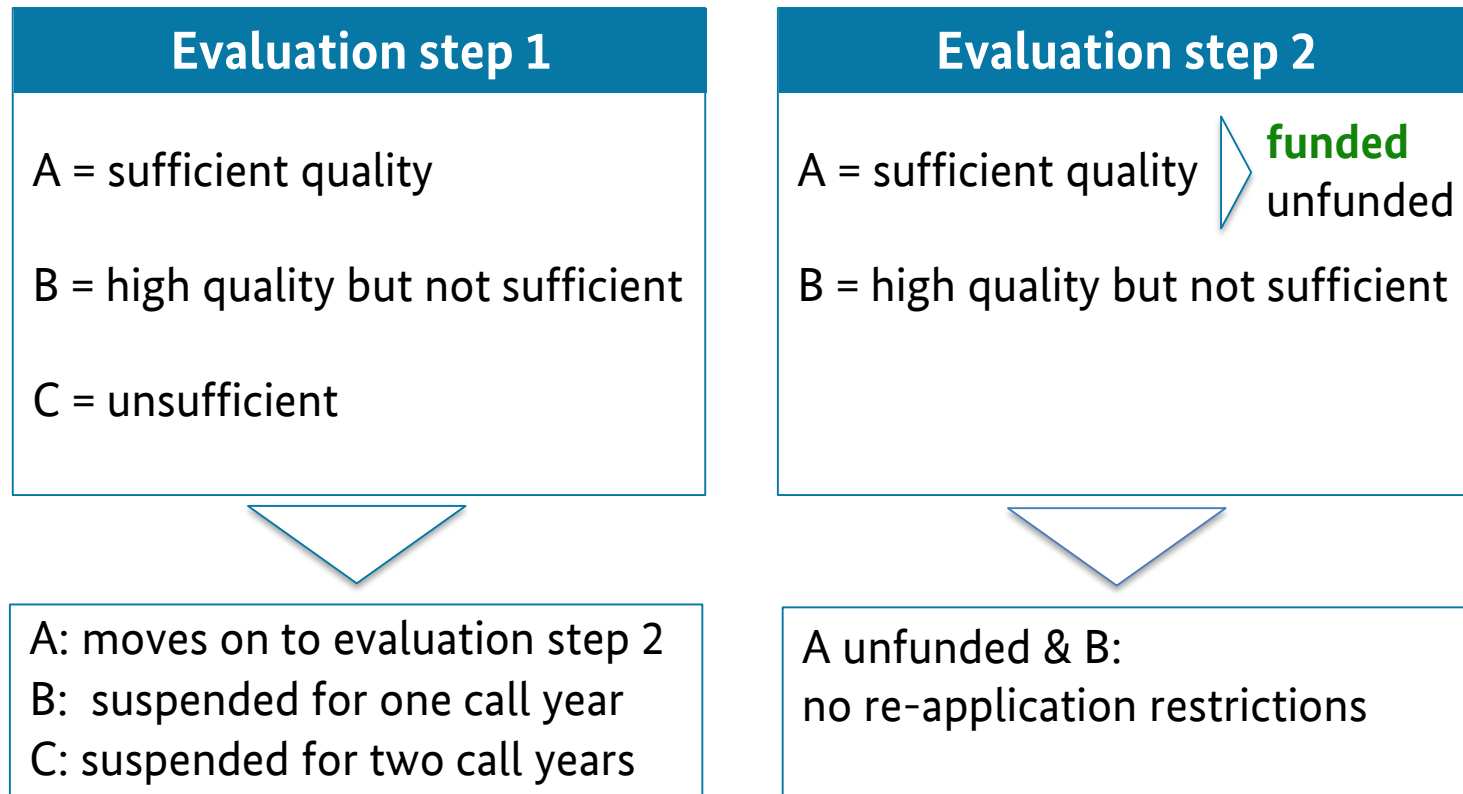 Evaluation step 1
A = sufficient quality
B = high quality but not sufficient
C = unsufficient
A: moves on to evaluation step 2
B:  suspended for one call year
C: suspended for two call years
Evaluation step 2
A = sufficient quality
funded
unfunded
B = high quality but not sufficient
A unfunded & B:
no re-application restrictions